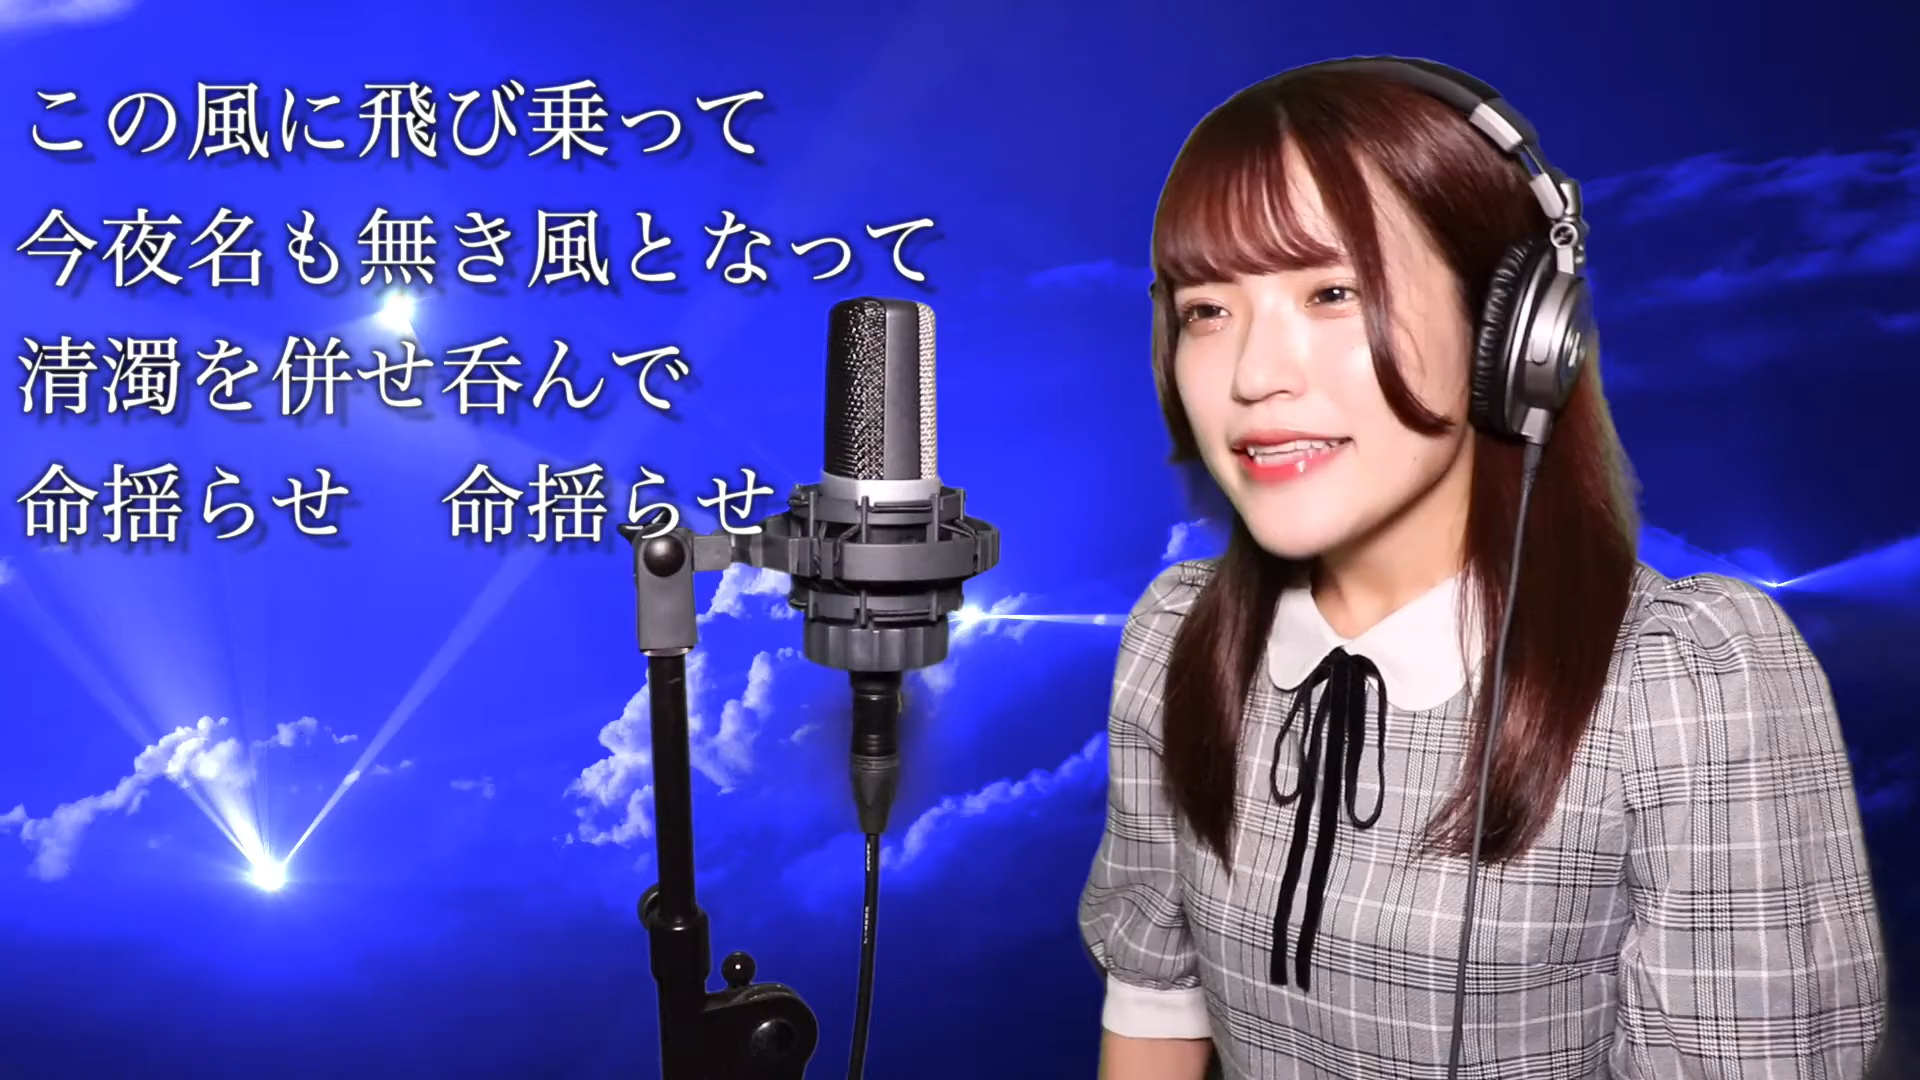 この風に飛び乗って
今夜名も無き風となって
清濁を併せ呑んで
命揺らせ　命揺らせ